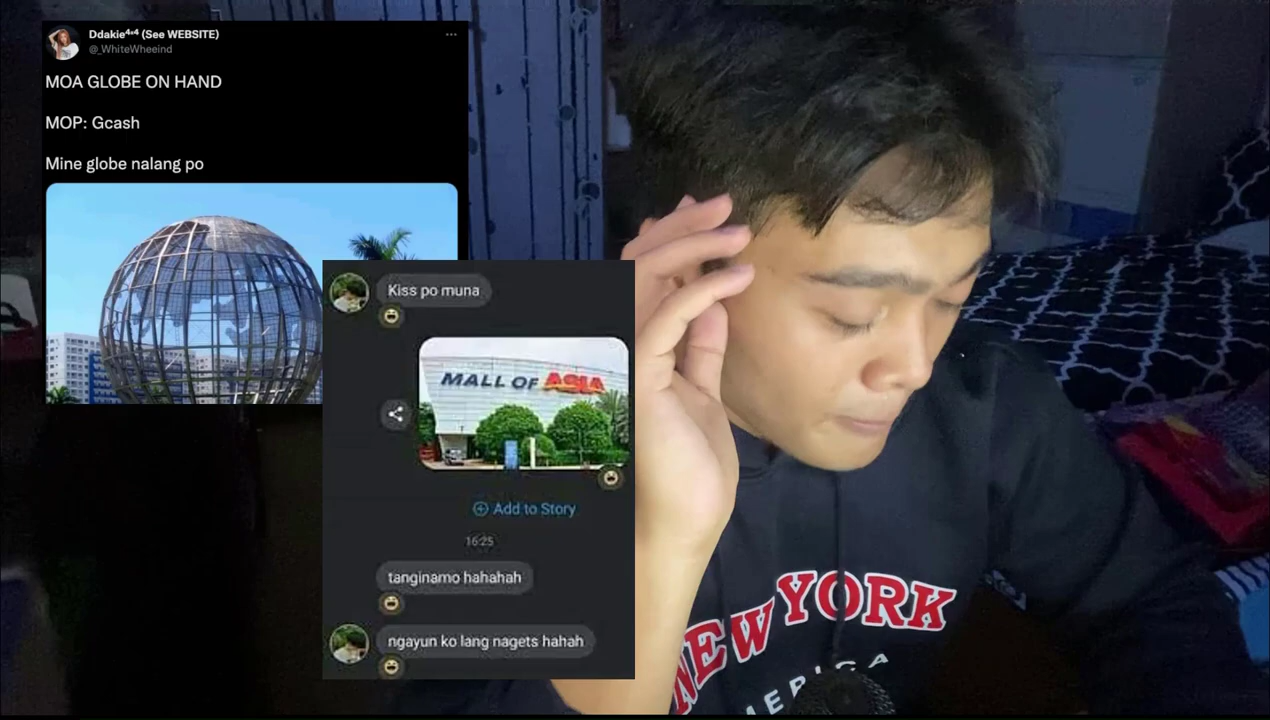 Ddakie⁴*⁴ (See WEBSITE)
@_WhiteWheeind
MOA GLOBE ON HAND
MOP: Gcash
Mine globe nalang po
Kiss po muna
MALL OF ASIA
Add to Story
16:25
tanginamo hahahah
ngayun ko lang nagets hahah
NEW YORK
AMERICA